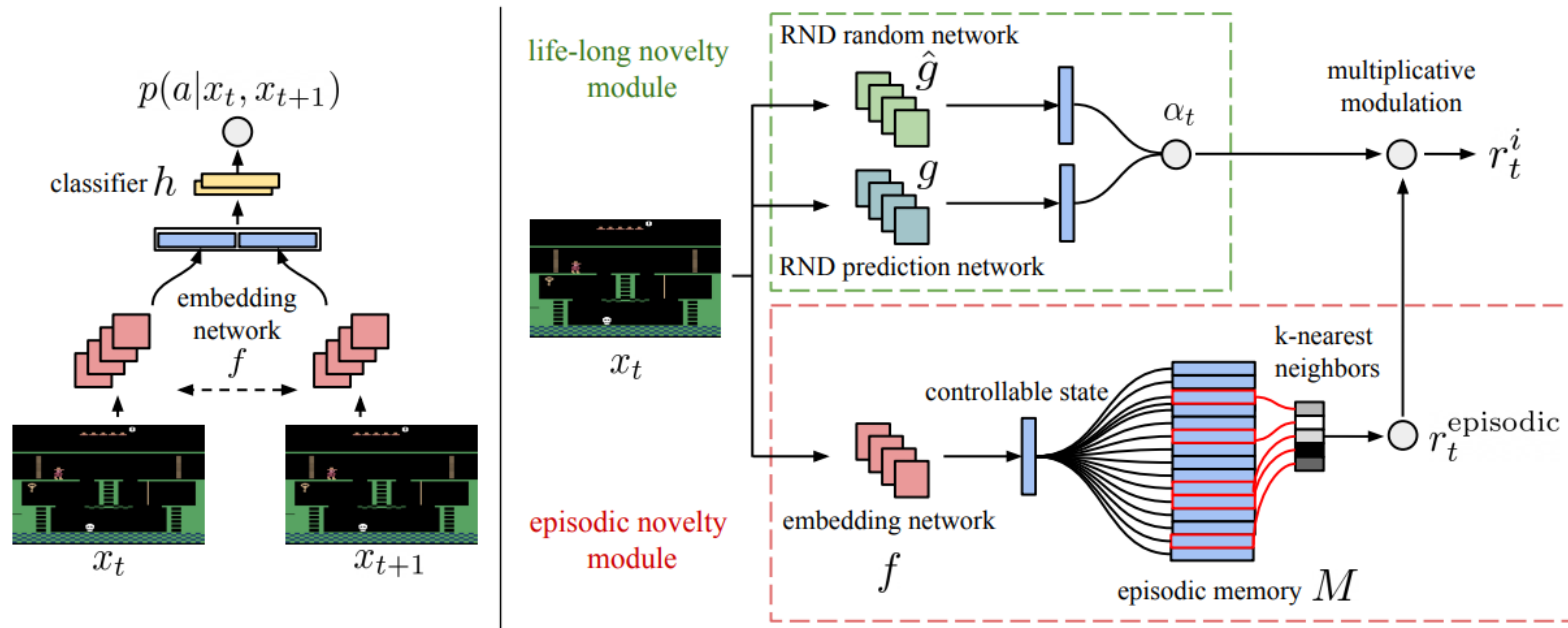 p(a|x_t, x_{t+1})
classifier h
embedding
network
f
x_t
x_{t+1}
life-long novelty
module
RND random network
ĝ
g
RND prediction network
α_t
multiplicative
modulation
r_t^i
x_t
episodic novelty
module
embedding network
f
controllable state
k-nearest
neighbors
r_t^{episodic}
episodic memory M